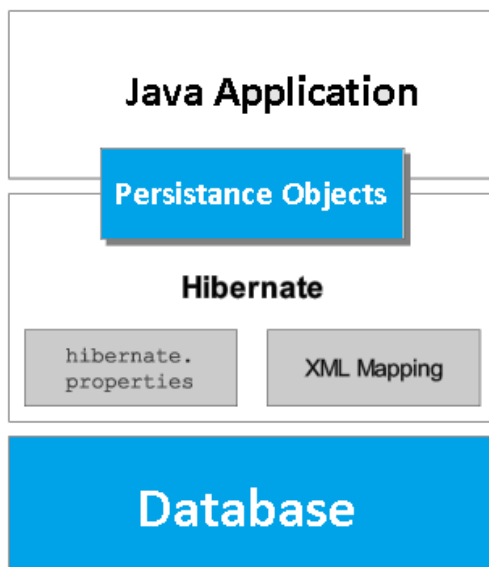 Java Application
Persistance Objects
Hibernate
hibernate.
properties
XML Mapping
Database